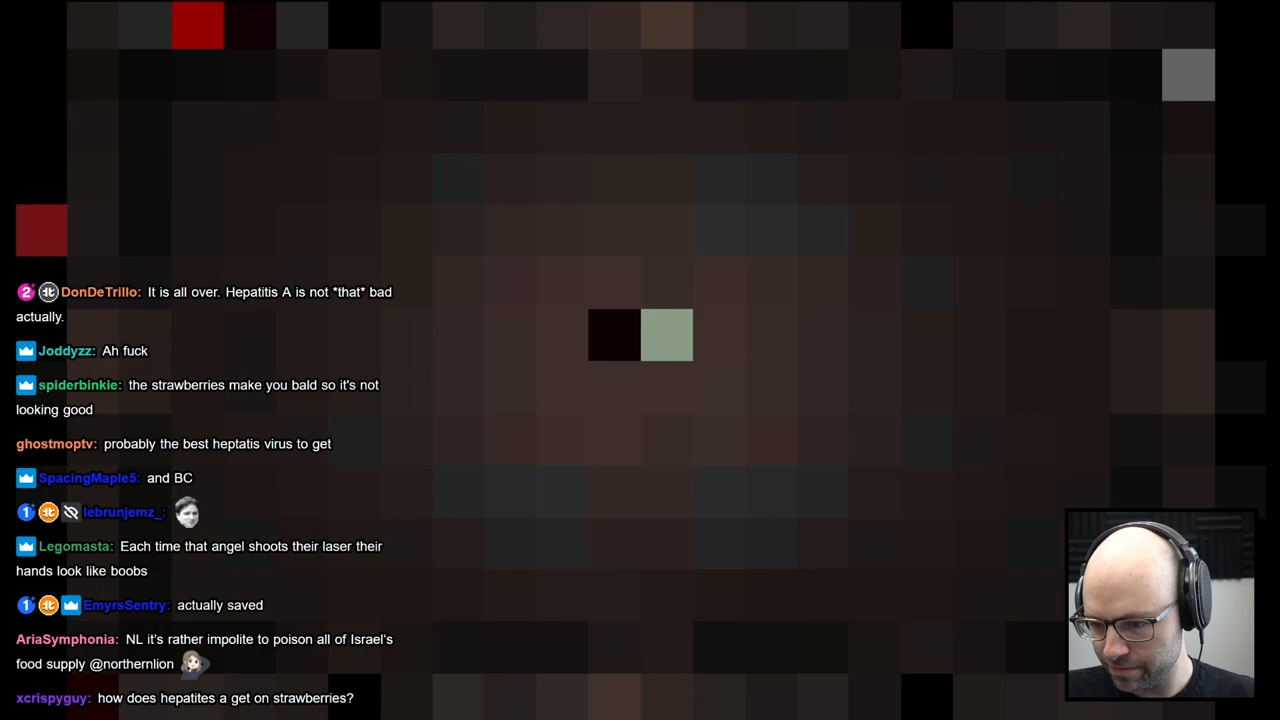 2 DonDeTrillo: It is all over. Hepatitis A is not *that* bad
actually.
Joddyzz: Ah fuck
spiderbinkie: the strawberries make you bald so it's not
looking good
ghostmoptv: probably the best heptatis virus to get
SpacingMaple5: and BC
1 lebrunjemz_:
Legomasta: Each time that angel shoots their laser their
hands look like boobs
1 EmyrsSentry: actually saved
AriaSymphonia: NL it's rather impolite to poison all of Israel's
food supply @northernlion
xcrispyguy: how does hepatites a get on strawberries?